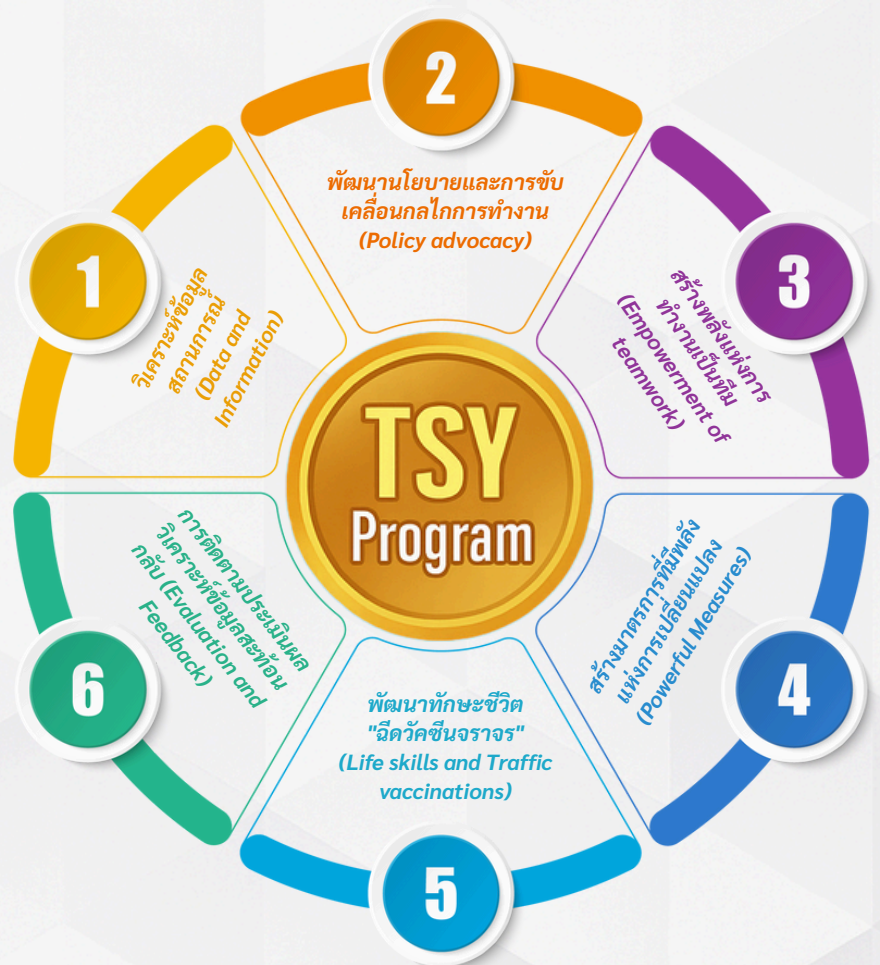 1
วิเคราะห์ข้อมูล
สถานการณ์
(Data and
Information)
2
พัฒนานโยบายและการขับ
เคลื่อนกลไกการทำงาน
(Policy advocacy)
3
สร้างพลังแห่งการ
ทำงานเป็นทีม
(Empowerment of
teamwork)
4
สร้างมาตรการที่มีพลัง
แห่งการเปลี่ยนแปลง
(Powerful Measures)
5
พัฒนาทักษะชีวิต
"ฉีดวัคซีนจราจร"
(Life skills and Traffic
vaccinations)
6
การติดตามประเมินผล
วิเคราะห์ข้อมูลสะท้อน
กลับ (Evaluation and
Feedback)
TSY
Program